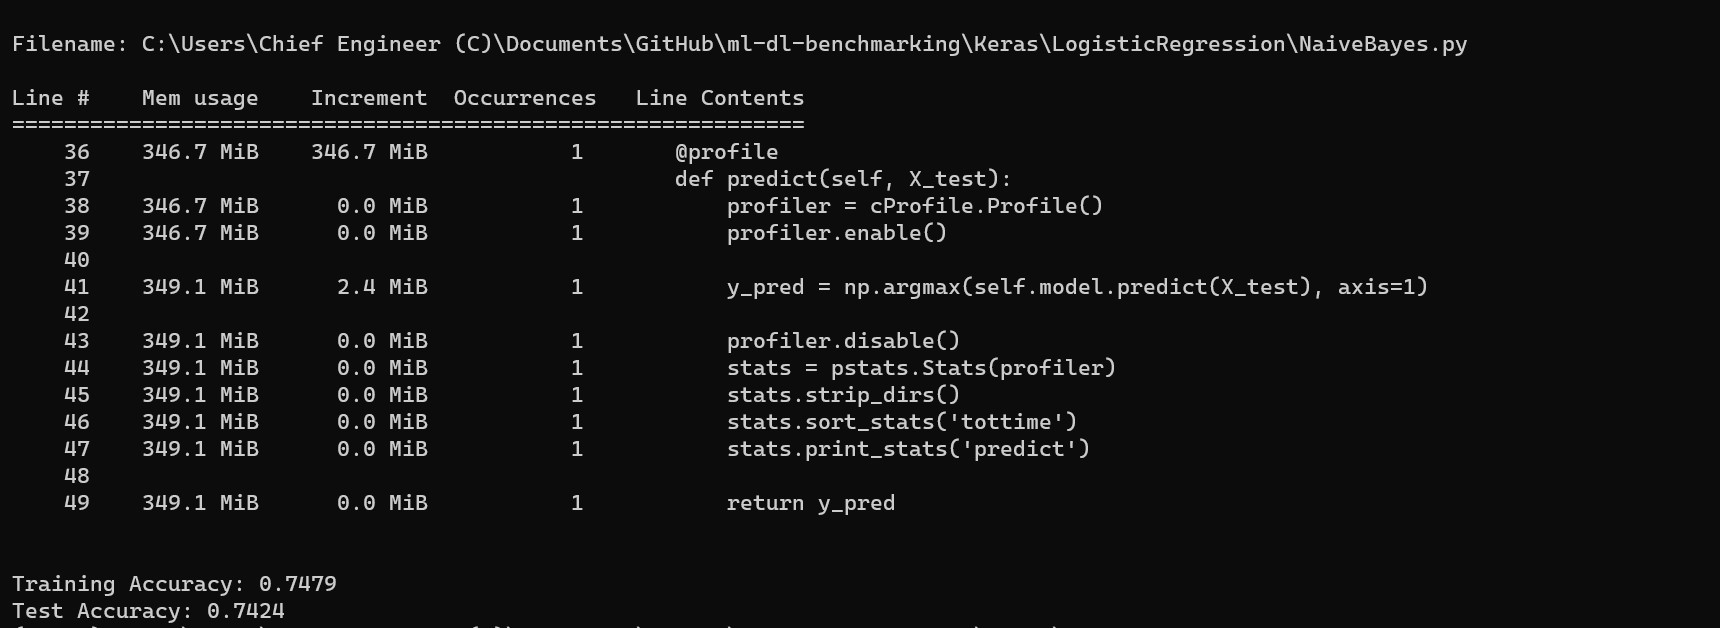 Filename: C:\Users\Chief Engineer (C)\Documents\GitHub\ml-dl-benchmarking\Keras\LogisticRegression\NaiveBayes.py
Line #    Mem usage    Increment  Occurrences   Line Contents
=============================================================
    36    346.7 MiB    346.7 MiB           1       @profile
    37                                             def predict(self, X_test):
    38    346.7 MiB      0.0 MiB           1           profiler = cProfile.Profile()
    39    346.7 MiB      0.0 MiB           1           profiler.enable()
    40
    41    349.1 MiB      2.4 MiB           1           y_pred = np.argmax(self.model.predict(X_test), axis=1)
    42
    43    349.1 MiB      0.0 MiB           1           profiler.disable()
    44    349.1 MiB      0.0 MiB           1           stats = pstats.Stats(profiler)
    45    349.1 MiB      0.0 MiB           1           stats.strip_dirs()
    46    349.1 MiB      0.0 MiB           1           stats.sort_stats('tottime')
    47    349.1 MiB      0.0 MiB           1           stats.print_stats('predict')
    48
    49    349.1 MiB      0.0 MiB           1           return y_pred
Training Accuracy: 0.7479
Test Accuracy: 0.7424